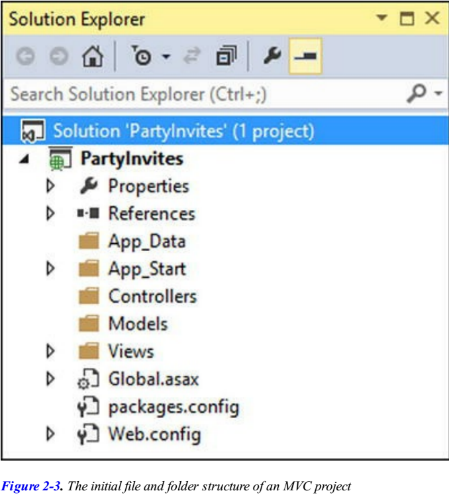 Solution Explorer
Search Solution Explorer (Ctrl+;)
Solution 'PartyInvites' (1 project)
PartyInvites
Properties
References
App_Data
App_Start
Controllers
Models
Views
Global.asax
packages.config
Web.config
Figure 2-3. The initial file and folder structure of an MVC project